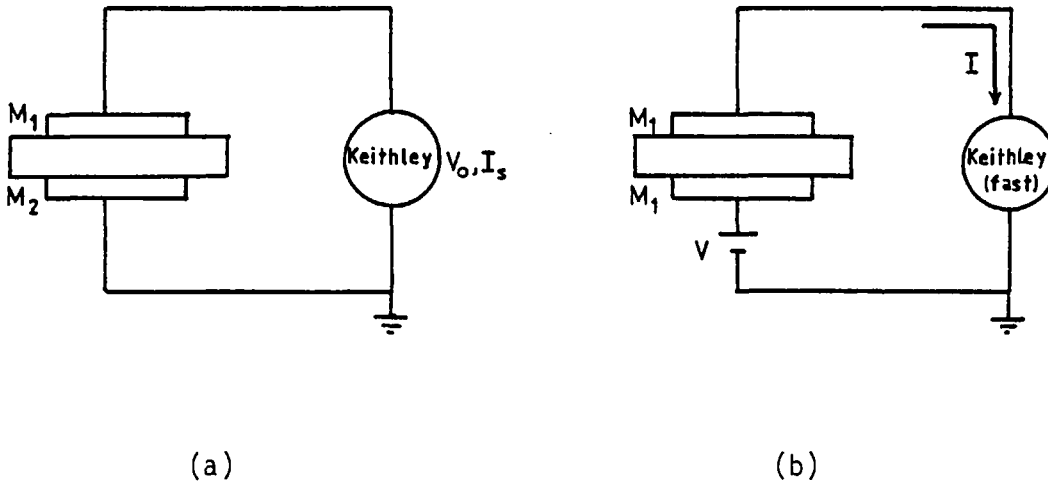 M₁
Keithley V₀, Iₛ
M₂
(a)
I
M₁
Keithley
(fast)
M₁
V
(b)